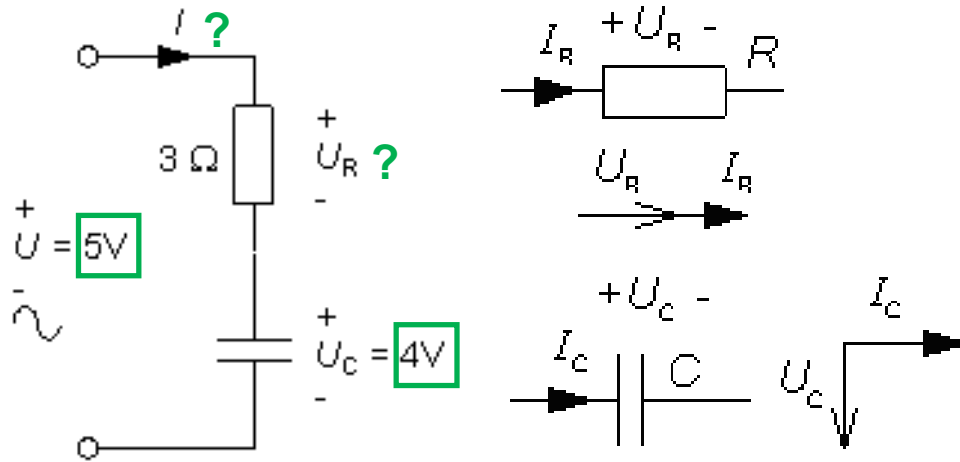 I ?
3 Ω
+
U_R ?
-
+
U = 5V
-
+
U_C = 4V
-
+ U_R -
I_R
R
U_R I_R
+ U_C -
I_C
C
I_C
U_C